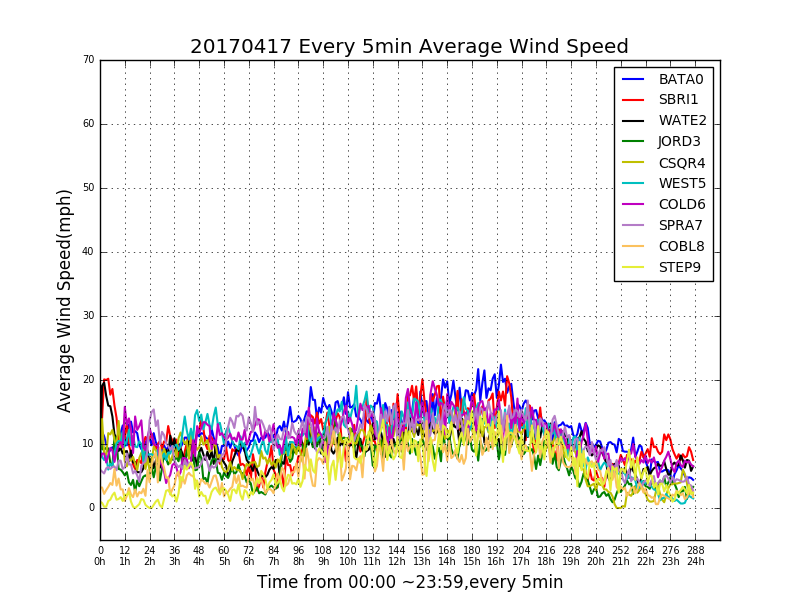 20170417 Every 5min Average Wind Speed
70
60
50
40
30
20
10
0
Average Wind Speed(mph)
BATA0
SBRI1
WATE2
JORD3
CSQR4
WEST5
COLD6
SPRA7
COBL8
STEP9
0 12 24 36 48 60 72 84 96 108 120 132 144 156 168 180 192 204 216 228 240 252 264 276 288
0h 1h 2h 3h 4h 5h 6h 7h 8h 9h 10h 11h 12h 13h 14h 15h 16h 17h 18h 19h 20h 21h 22h 23h 24h
Time from 00:00 ~23:59,every 5min